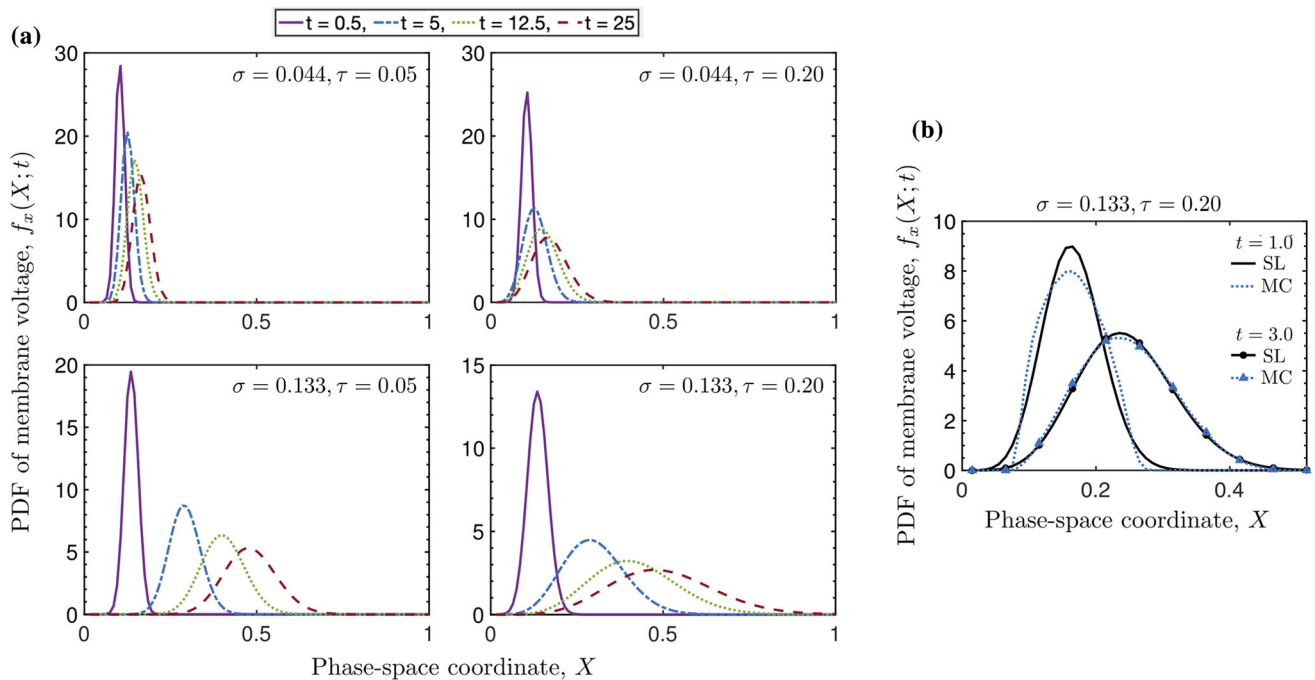 t = 0.5, t = 5, t = 12.5, t = 25
(a)
PDF of membrane voltage, f_x(X; t)
σ = 0.044, τ = 0.05
30
20
10
0
0 0.5 1
σ = 0.044, τ = 0.20
30
20
10
0
0 0.5 1
σ = 0.133, τ = 0.05
20
15
10
5
0
0 0.5 1
σ = 0.133, τ = 0.20
15
10
5
0
0 0.5 1
Phase-space coordinate, X
(b)
σ = 0.133, τ = 0.20
PDF of membrane voltage, f_x(X; t)
10
8
6
4
2
0
0 0.2 0.4
t = 1.0
SL
MC
t = 3.0
SL
MC
Phase-space coordinate, X